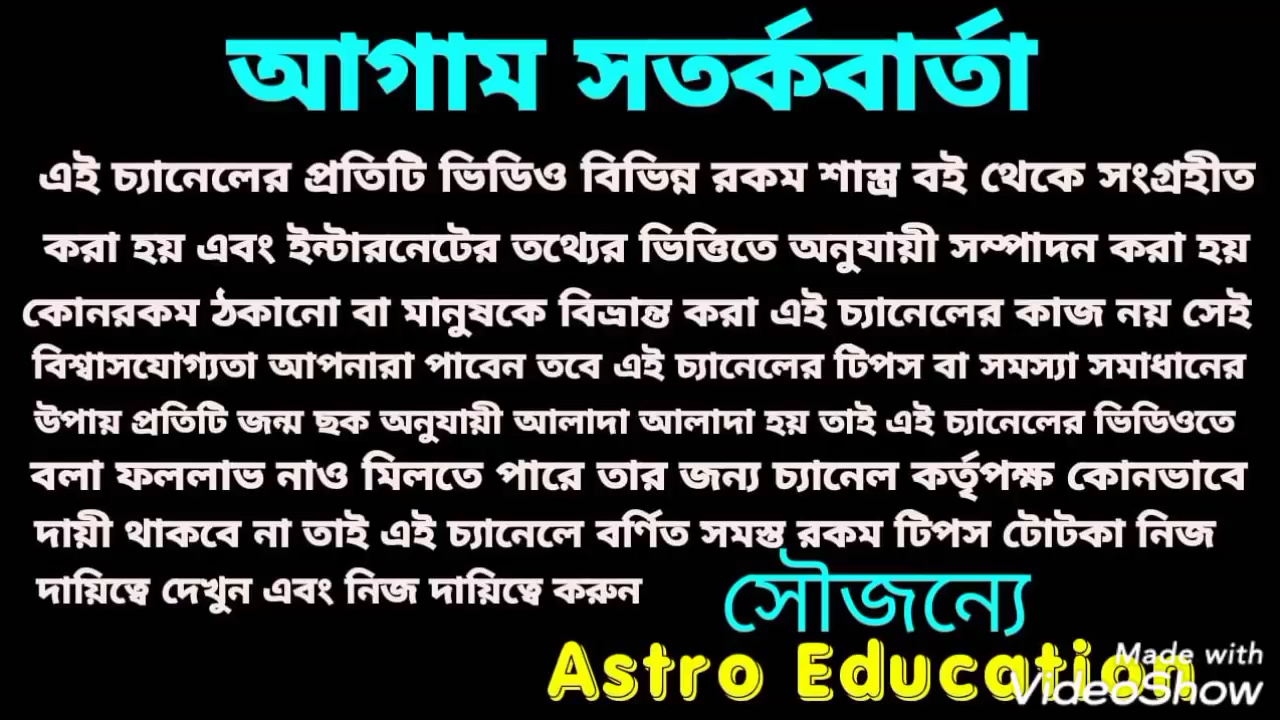 আগাম সতর্কবার্তা
এই চ্যানেলের প্রতিটি ভিডিও বিভিন্ন রকম শাস্ত্র বই থেকে সংগ্রহীত
করা হয় এবং ইন্টারনেটের তথ্যের ভিত্তিতে অনুযায়ী সম্পাদন করা হয়
কোনরকম ঠকানো বা মানুষকে বিভ্রান্ত করা এই চ্যানেলের কাজ নয় সেই
বিশ্বাসযোগ্যতা আপনারা পাবেন তবে এই চ্যানেলের টিপস বা সমস্যা সমাধানের
উপায় প্রতিটি জন্ম ছক অনুযায়ী আলাদা আলাদা হয় তাই এই চ্যানেলের ভিডিওতে
বলা ফললাভ নাও মিলতে পারে তার জন্য চ্যানেল কর্তৃপক্ষ কোনভাবে
দায়ী থাকবে না তাই এই চ্যানেলে বর্ণিত সমস্ত রকম টিপস টোটকা নিজ
দায়িত্বে দেখুন এবং নিজ দায়িত্বে করুন
সৌজন্যে
Astro Education
Made with
VideoShow